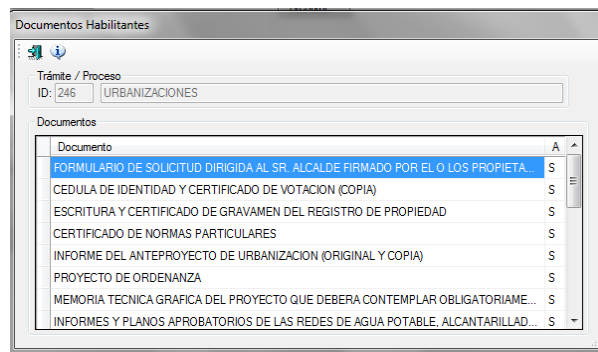 Documentos Habilitantes
Trámite / Proceso
ID: 246 URBANIZACIONES
Documentos
Documento A
FORMULARIO DE SOLICITUD DIRIGIDA AL SR. ALCALDE FIRMADO POR EL O LOS PROPIETA... S
CEDULA DE IDENTIDAD Y CERTIFICADO DE VOTACION (COPIA) S
ESCRITURA Y CERTIFICADO DE GRAVAMEN DEL REGISTRO DE PROPIEDAD S
CERTIFICADO DE NORMAS PARTICULARES S
INFORME DEL ANTEPROYECTO DE URBANIZACION (ORIGINAL Y COPIA) S
PROYECTO DE ORDENANZA S
MEMORIA TECNICA GRAFICA DEL PROYECTO QUE DEBERA CONTEMPLAR OBLIGATORIAME... S
INFORMES Y PLANOS APROBATORIOS DE LAS REDES DE AGUA POTABLE, ALCANTARILLAD... S